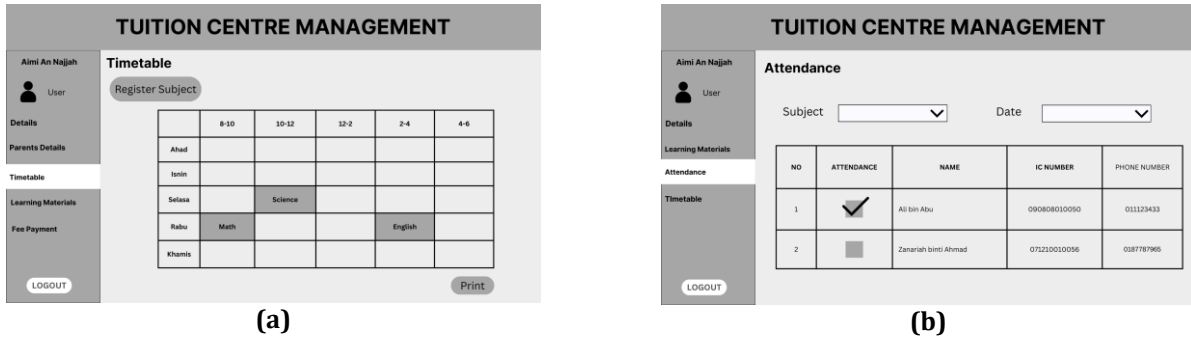 TUITION CENTRE MANAGEMENT
Aimi An Najjah
User
Details
Parents Details
Timetable
Learning Materials
Fee Payment
LOGOUT
Timetable
Register Subject
8-10 10-12 12-2 2-4 4-6
Ahad
Isnin
Selasa Science
Rabu Math English
Khamis
Print
(a)
TUITION CENTRE MANAGEMENT
Aimi An Najjah
User
Details
Learning Materials
Attendance
Timetable
LOGOUT
Attendance
Subject Date
NO ATTENDANCE NAME IC NUMBER PHONE NUMBER
1 Ali bin Abu 090808010050 011123433
2 Zanariah binti Ahmad 071210010056 0187787965
(b)